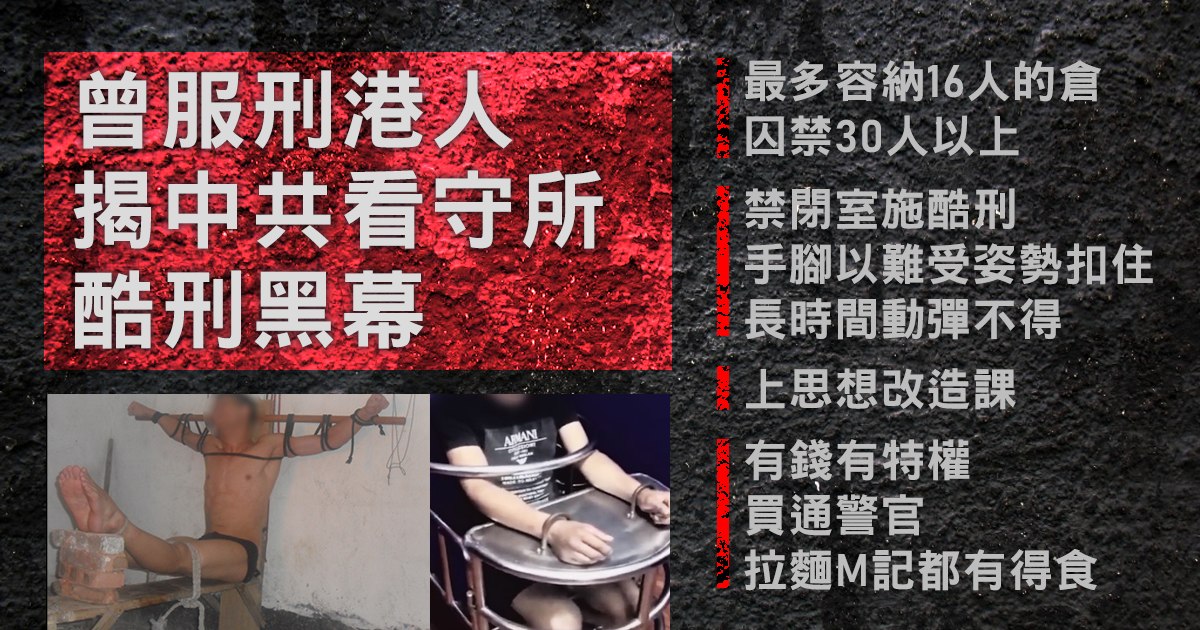 曾服刑港人
揭中共看守所
酷刑黑幕
最多容納16人的倉
囚禁30人以上
禁閉室施酷刑
手腳以難受姿勢扣住
長時間動彈不得
上思想改造課
有錢有特權
買通警官
拉麵M記都有得食
ARMANI